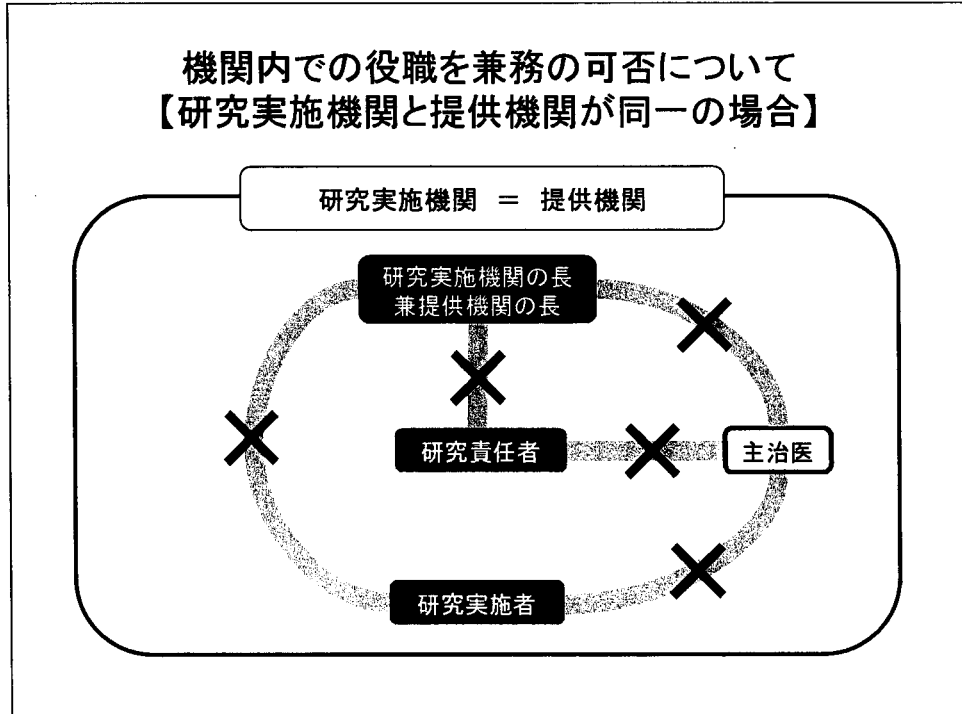 機関内での役職を兼務の可否について
【研究実施機関と提供機関が同一の場合】
研究実施機関 ＝ 提供機関
研究実施機関の長
兼提供機関の長
研究責任者
主治医
研究実施者